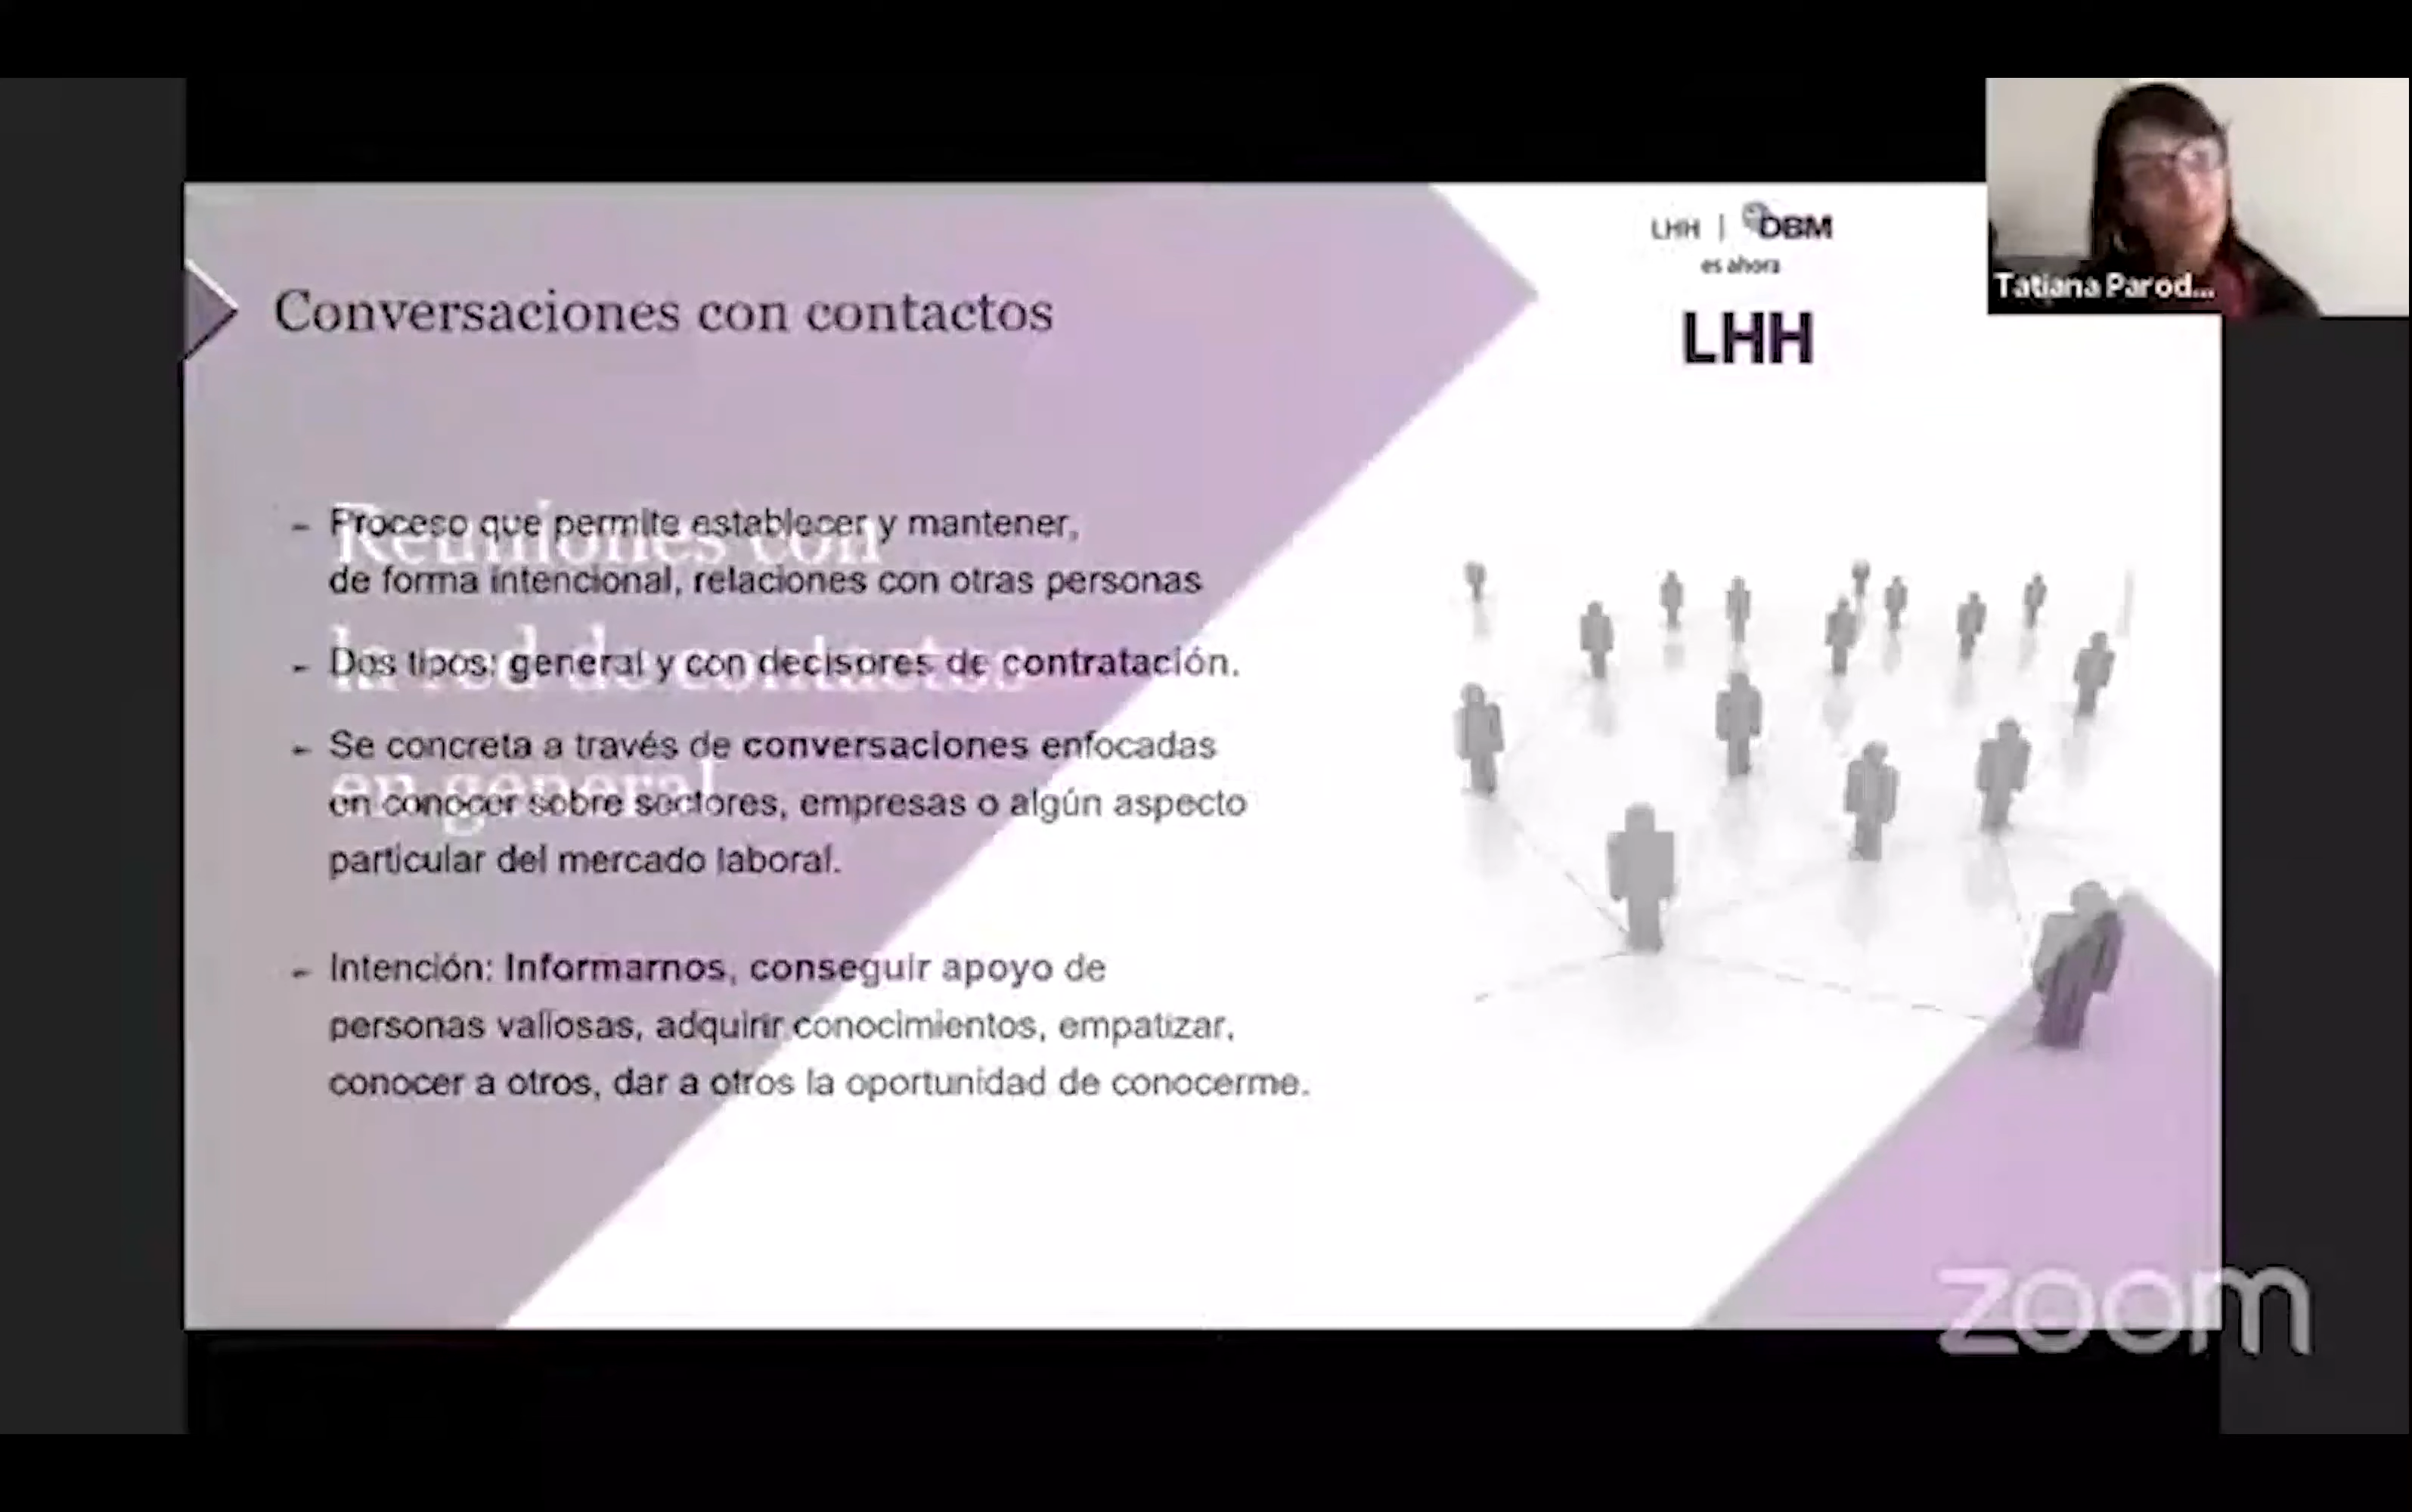 LHH | DBM
es ahora
LHH
Tatiana Parod...
Conversaciones con contactos
- Proceso que permite establecer y mantener,
de forma intencional, relaciones con otras personas
- Dos tipos: general y con decisores de contratación.
- Se concreta a través de conversaciones enfocadas
en conocer sobre sectores, empresas o algún aspecto
particular del mercado laboral.
- Intención: Informarnos, conseguir apoyo de
personas valiosas, adquirir conocimientos, empatizar,
conocer a otros, dar a otros la oportunidad de conocerme.
Reuniones con
la red de contactos
en general
zoom